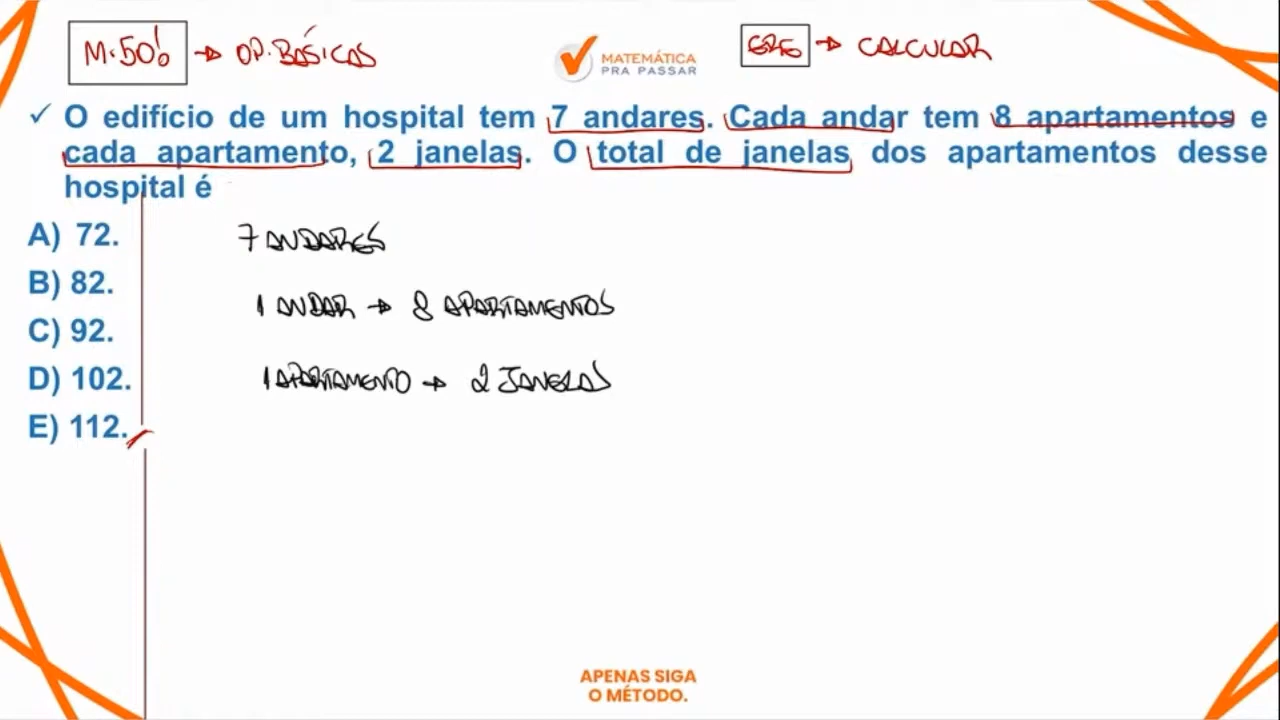 M.50% → OP. BÁSICAS
MATEMÁTICA
PRA PASSAR
→ CALCULAR
✓ O edifício de um hospital tem 7 andares. Cada andar tem 8 apartamentos e
cada apartamento, 2 janelas. O total de janelas dos apartamentos desse
hospital é
A) 72.
B) 82.
C) 92.
D) 102.
E) 112.
7 ANDARES
1 ANDAR → 8 APARTAMENTOS
1 APARTAMENTO → 2 JANELAS
APENAS SIGA
O MÉTODO.